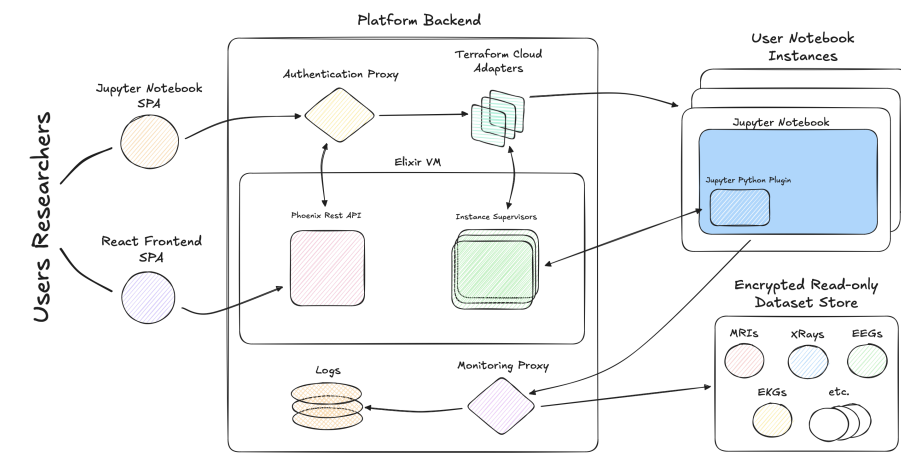 Platform Backend
User Notebook
Instances
Terraform Cloud
Adapters
Authentication Proxy
Jupyter Notebook
SPA
Jupyter Notebook
Users Researchers
Elixir VM
Jupyter Python Plugin
Phoenix Rest API
Instance Supervisors
React Frontend
SPA
Encrypted Read-only
Dataset Store
MRIs
XRays
EEGs
Logs
Monitoring Proxy
EKGs
etc.